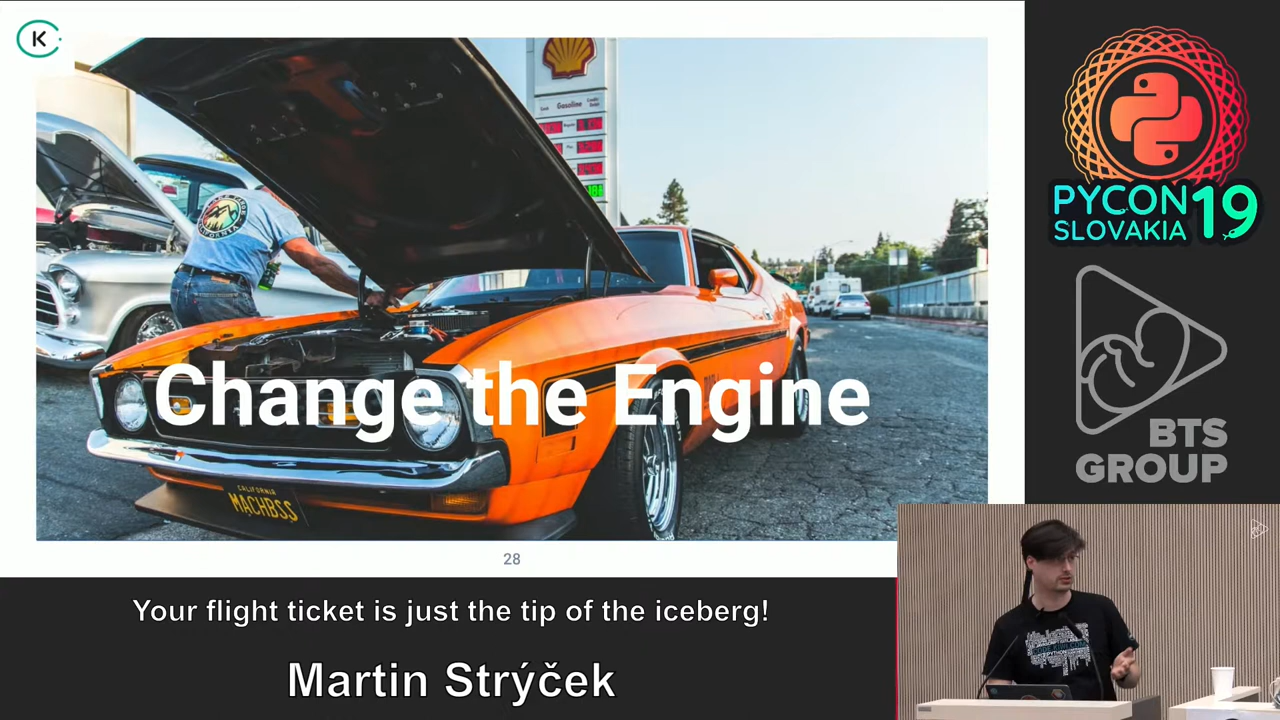 K
Gasoline
CALIFORNIA
MACHBSS
Change the Engine
28
PYCON
SLOVAKIA
19
BTS
GROUP
PYTHON
Your flight ticket is just the tip of the iceberg!
Martin Strýček